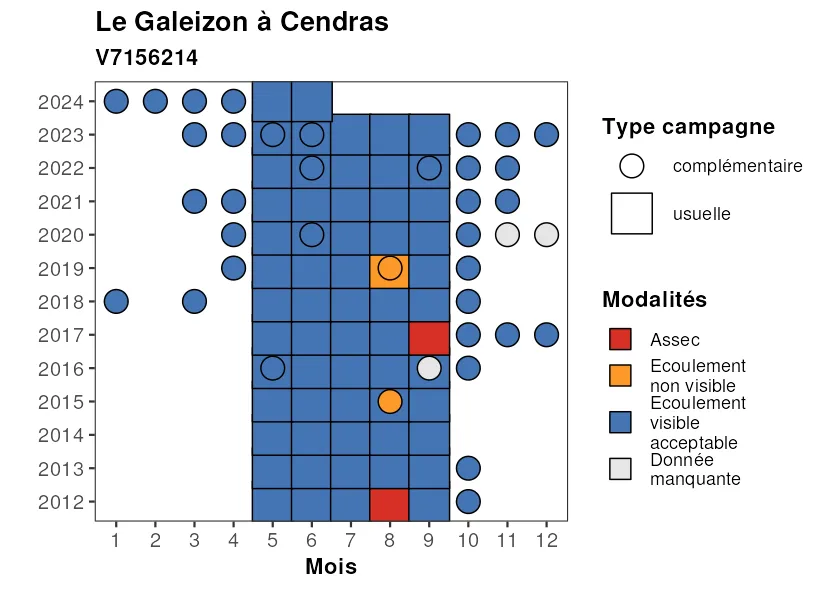 Le Galeizon à Cendras
V7156214
2024
2023
2022
2021
2020
2019
2018
2017
2016
2015
2014
2013
2012
1 2 3 4 5 6 7 8 9 10 11 12
Mois
Type campagne
complémentaire
usuelle
Modalités
Assec
Ecoulement
non visible
Ecoulement
visible
acceptable
Donnée
manquante